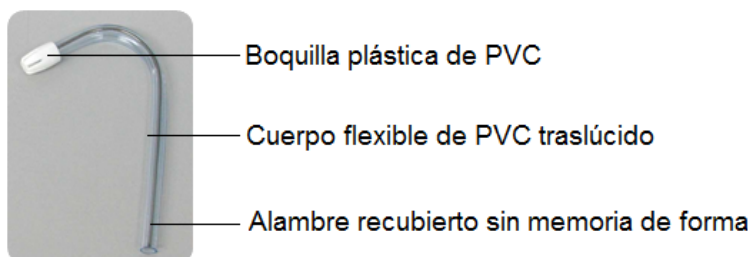 Boquilla plástica de PVC
Cuerpo flexible de PVC traslúcido
Alambre recubierto sin memoria de forma